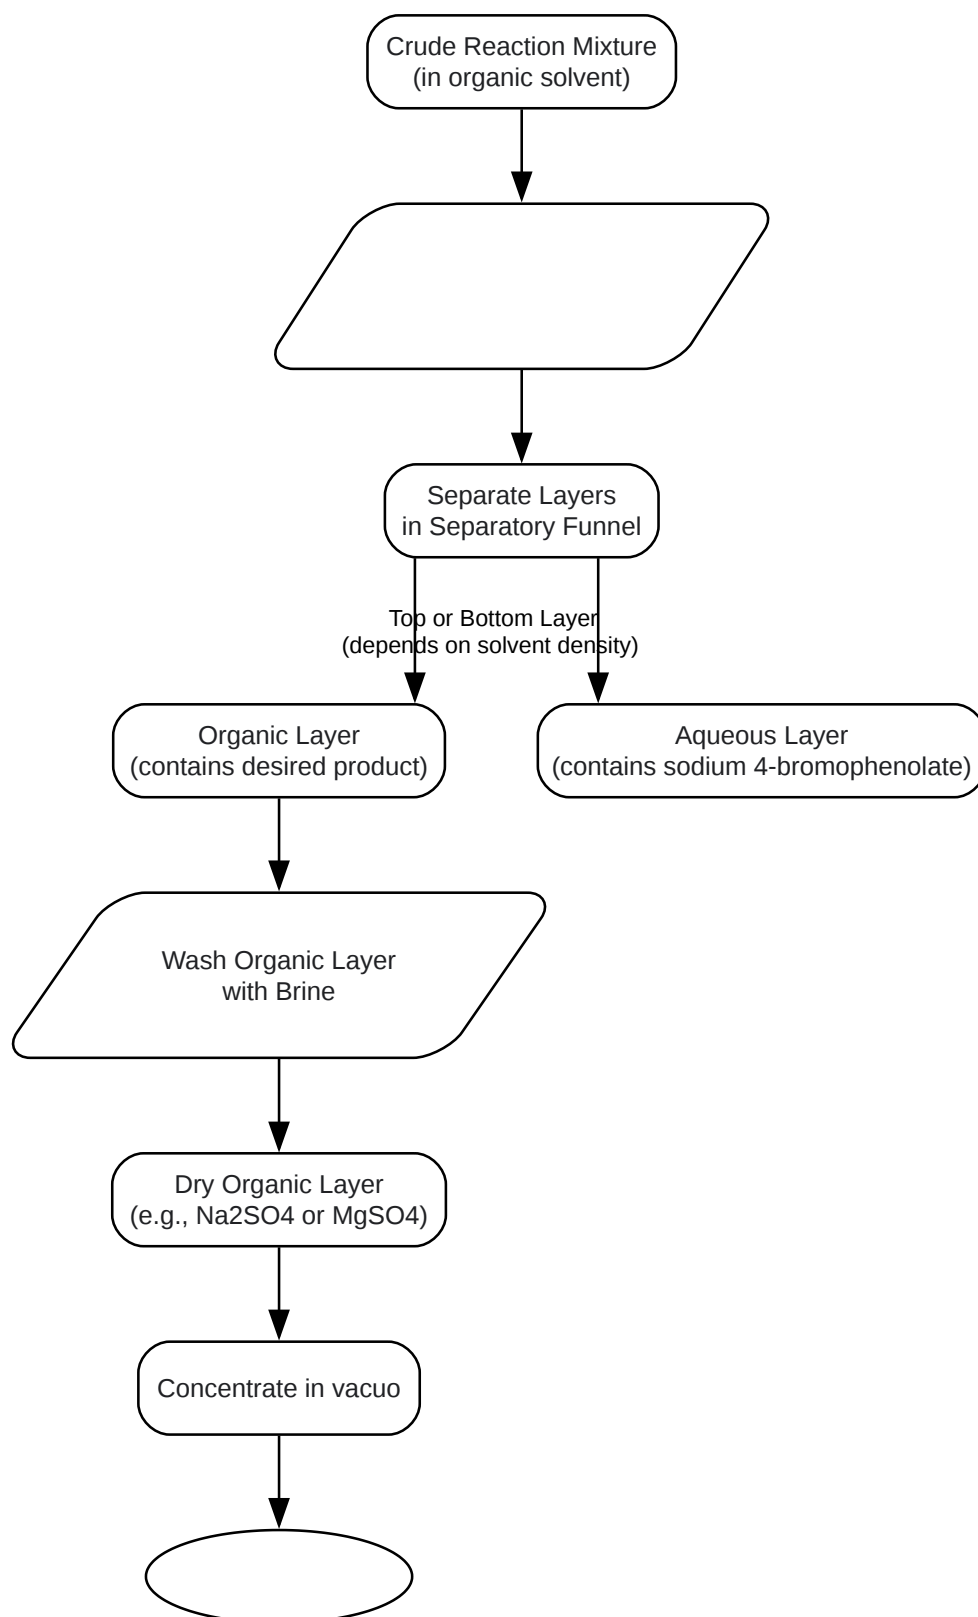 Crude Reaction Mixture
(in organic solvent)
Separate Layers
in Separatory Funnel
Top or Bottom Layer
(depends on solvent density)
Organic Layer
(contains desired product)
Aqueous Layer
(contains sodium 4-bromophenolate)
Wash Organic Layer
with Brine
Dry Organic Layer
(e.g., Na2SO4 or MgSO4)
Concentrate in vacuo